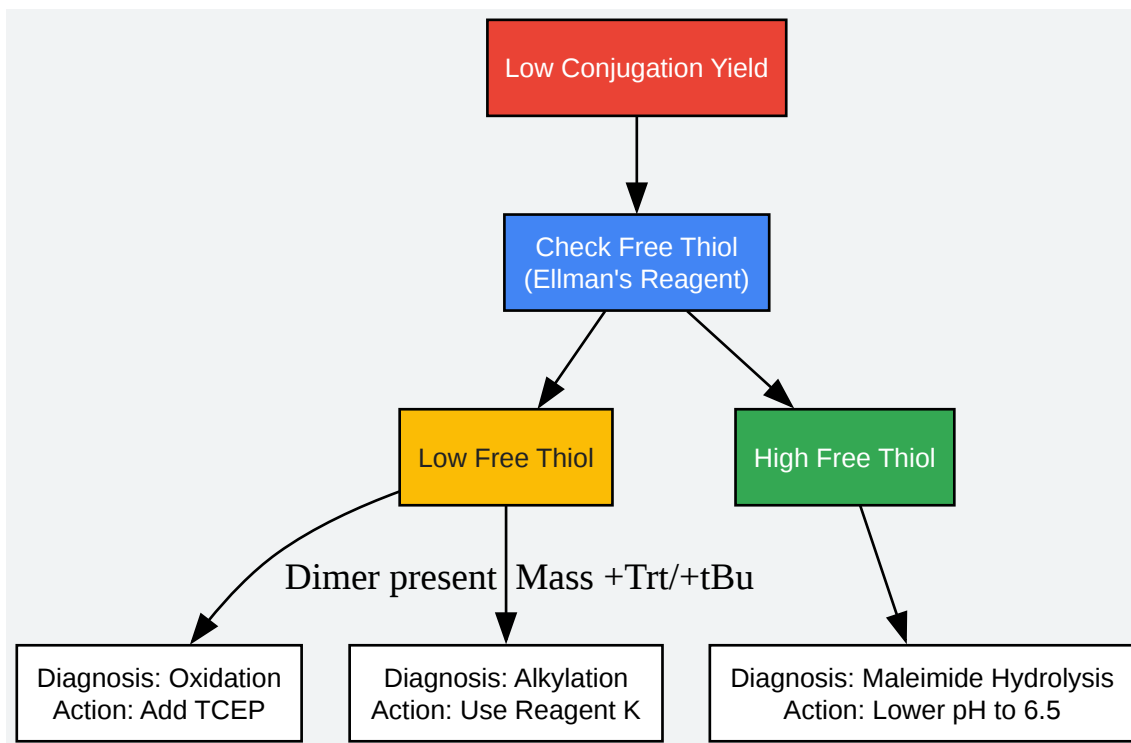 Low Conjugation Yield
Check Free Thiol
(Ellman's Reagent)
Low Free Thiol
High Free Thiol
Dimer present
Mass +Trt/+tBu
Diagnosis: Oxidation
Action: Add TCEP
Diagnosis: Alkylation
Action: Use Reagent K
Diagnosis: Maleimide Hydrolysis
Action: Lower pH to 6.5